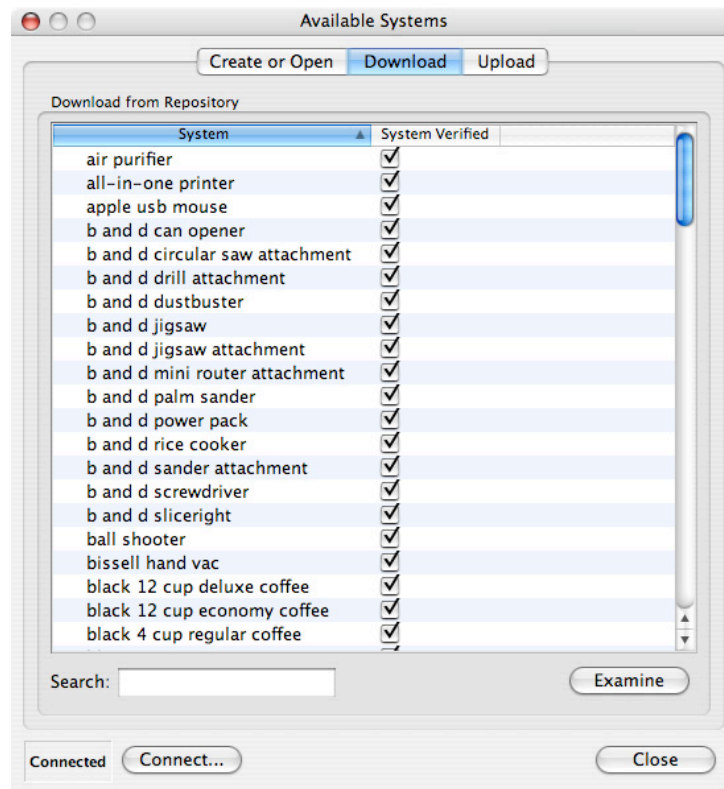 Available Systems
Create or Open Download Upload
Download from Repository
System System Verified
air purifier
all-in-one printer
apple usb mouse
b and d can opener
b and d circular saw attachment
b and d drill attachment
b and d dustbuster
b and d jigsaw
b and d jigsaw attachment
b and d mini router attachment
b and d palm sander
b and d power pack
b and d rice cooker
b and d sander attachment
b and d screwdriver
b and d sliceright
ball shooter
bissell hand vac
black 12 cup deluxe coffee
black 12 cup economy coffee
black 4 cup regular coffee
Search: Examine
Connected Connect... Close